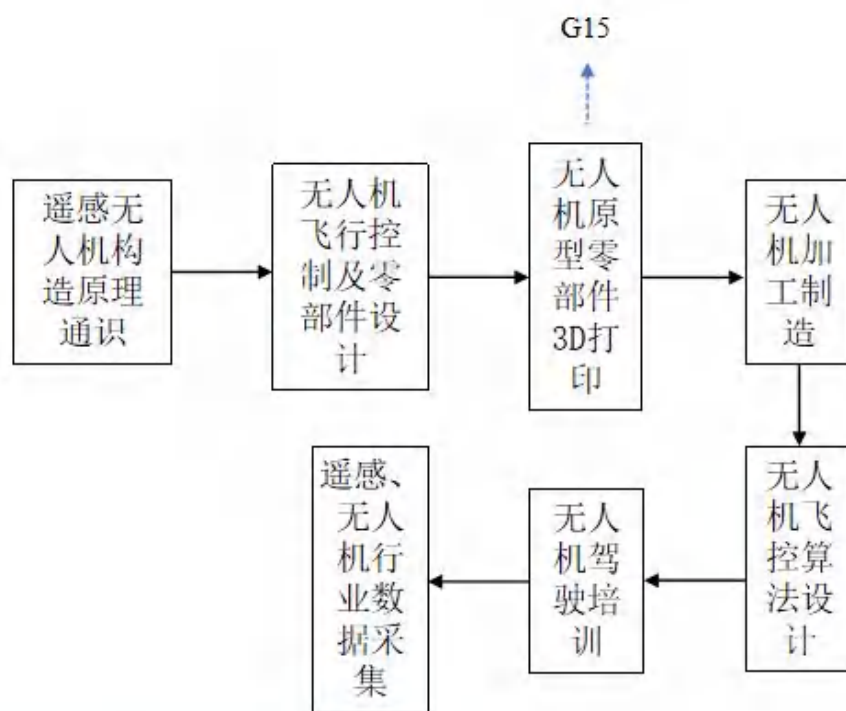 G15
遥感无
人机构
造原理
通识
无人机
飞行控
制及零
部件设
计
无人
机原
型零
部件
3D打
印
无人
机加
工制
造
无人
机飞
控算
法设
计
无人
机驾
驶培
训
遥感、
无人
机行
业数
据采
集